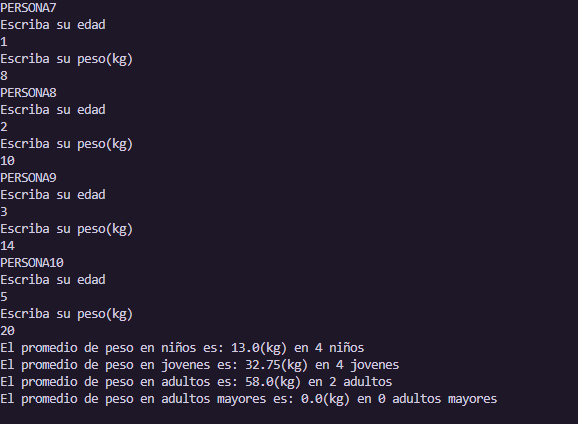 PERSONA7
Escriba su edad
1
Escriba su peso(kg)
8
PERSONA8
Escriba su edad
2
Escriba su peso(kg)
10
PERSONA9
Escriba su edad
3
Escriba su peso(kg)
14
PERSONA10
Escriba su edad
5
Escriba su peso(kg)
20
El promedio de peso en niños es: 13.0(kg) en 4 niños
El promedio de peso en jovenes es: 32.75(kg) en 4 jovenes
El promedio de peso en adultos es: 58.0(kg) en 2 adultos
El promedio de peso en adultos mayores es: 0.0(kg) en 0 adultos mayores